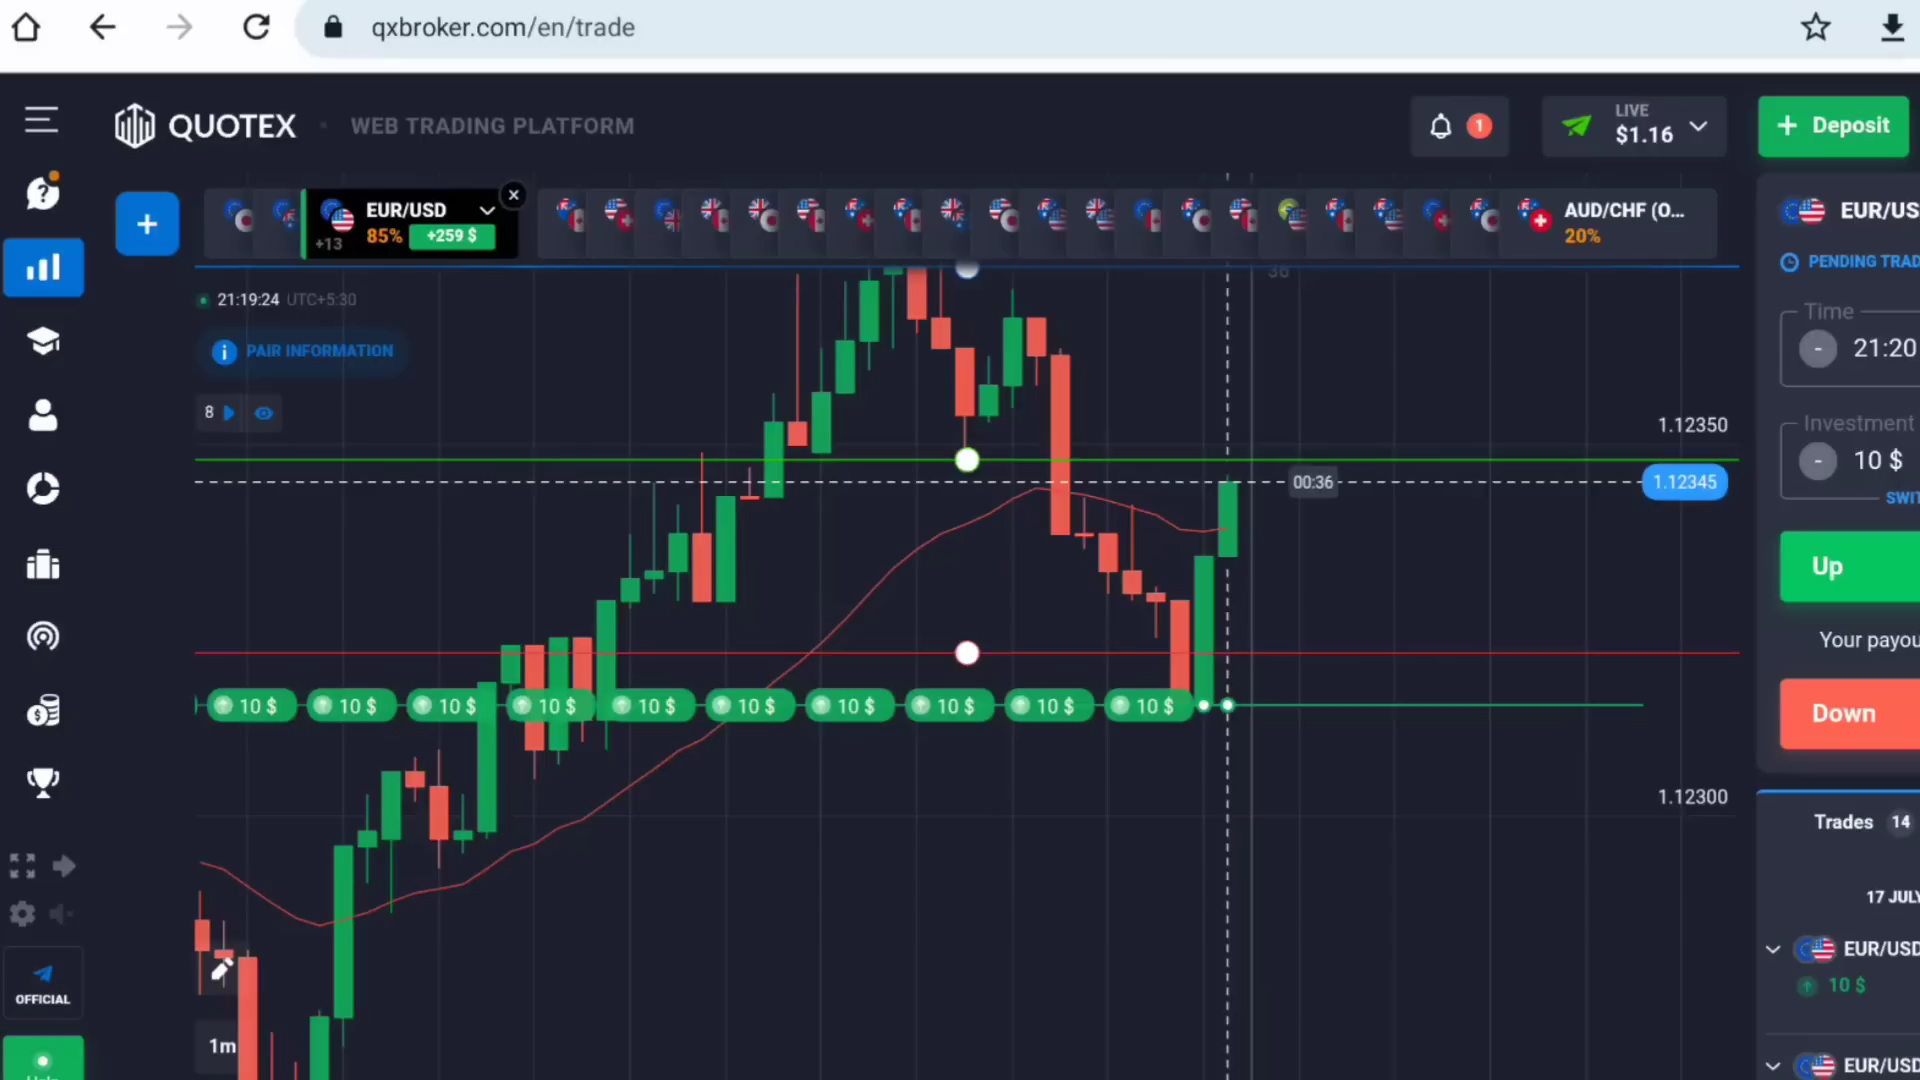 qxbroker.com/en/trade
QUOTEX WEB TRADING PLATFORM
1
LIVE
$1.16
+ Deposit
+
EUR/USD
+13 85% +259 $
AUD/CHF (O...
20%
EUR/US
PENDING TRAD
36
21:19:24 UTC+5:30
PAIR INFORMATION
8
Time
- 21:20
Investment
- 10 $
SWIT
1.12350
00:36
1.12345
Up
Your payou
Down
10 $ 10 $ 10 $ 10 $ 10 $ 10 $ 10 $ 10 $ 10 $ 10 $
1.12300
Trades 14
17 JULY
EUR/USD
10 $
EUR/USD
OFFICIAL
1m